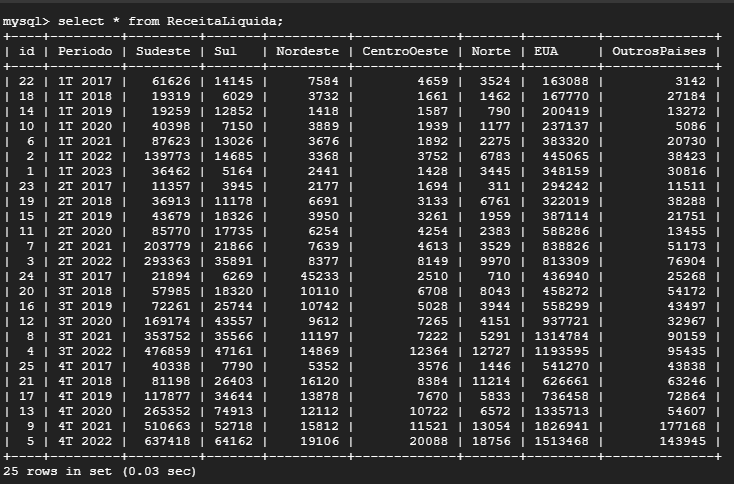 mysql> select * from ReceitaLiquida;
+----+---------+---------+-------+----------+-------------+-------+---------+--------------+
| id | Periodo | Sudeste | Sul   | Nordeste | CentroOeste | Norte | EUA     | OutrosPaises |
+----+---------+---------+-------+----------+-------------+-------+---------+--------------+
| 22 | 1T 2017 |   61626 | 14145 |     7584 |        4659 |  3524 |  163088 |         3142 |
| 18 | 1T 2018 |   19319 |  6029 |     3732 |        1661 |  1462 |  167770 |        27184 |
| 14 | 1T 2019 |   19259 | 12852 |     1418 |        1587 |   790 |  200419 |        13272 |
| 10 | 1T 2020 |   40398 |  7150 |     3889 |        1939 |  1177 |  237137 |         5086 |
|  6 | 1T 2021 |   87623 | 13026 |     3676 |        1892 |  2275 |  383320 |        20730 |
|  2 | 1T 2022 |  139773 | 14685 |     3368 |        3752 |  6783 |  445065 |        38423 |
|  1 | 1T 2023 |   36462 |  5164 |     2441 |        1428 |  3445 |  348159 |        30816 |
| 23 | 2T 2017 |   11357 |  3945 |     2177 |        1694 |   311 |  294242 |        11511 |
| 19 | 2T 2018 |   36913 | 11178 |     6691 |        3133 |  6761 |  322019 |        38288 |
| 15 | 2T 2019 |   43679 | 18326 |     3950 |        3261 |  1959 |  387114 |        21751 |
| 11 | 2T 2020 |   85770 | 17735 |     6254 |        4254 |  2383 |  588286 |        13455 |
|  7 | 2T 2021 |  203779 | 21866 |     7639 |        4613 |  3529 |  838826 |        51173 |
|  3 | 2T 2022 |  293363 | 35891 |     8377 |        8149 |  9970 |  813309 |        76904 |
| 24 | 3T 2017 |   21894 |  6269 |    45233 |        2510 |   710 |  436940 |        25268 |
| 20 | 3T 2018 |   57985 | 18320 |    10110 |        6708 |  8043 |  458272 |        54172 |
| 16 | 3T 2019 |   72261 | 25744 |    10742 |        5028 |  3944 |  558299 |        43497 |
| 12 | 3T 2020 |  169174 | 43557 |     9612 |        7265 |  4151 |  937721 |        32967 |
|  8 | 3T 2021 |  353752 | 35566 |    11197 |        7222 |  5291 | 1314784 |        90159 |
|  4 | 3T 2022 |  476859 | 47161 |    14869 |       12364 | 12727 | 1193595 |        95435 |
| 25 | 4T 2017 |   40338 |  7790 |     5352 |        3576 |  1446 |  541270 |        43838 |
| 21 | 4T 2018 |   81198 | 26403 |    16120 |        8384 | 11214 |  626661 |        63246 |
| 17 | 4T 2019 |  117877 | 34644 |    13878 |        7670 |  5833 |  736458 |        72864 |
| 13 | 4T 2020 |  265352 | 74913 |    12112 |       10722 |  6572 | 1335713 |        54607 |
|  9 | 4T 2021 |  510663 | 52718 |    15812 |       11521 | 13054 | 1826941 |       177168 |
|  5 | 4T 2022 |  637418 | 64162 |    19106 |       20088 | 18756 | 1513468 |       143945 |
+----+---------+---------+-------+----------+-------------+-------+---------+--------------+
25 rows in set (0.03 sec)